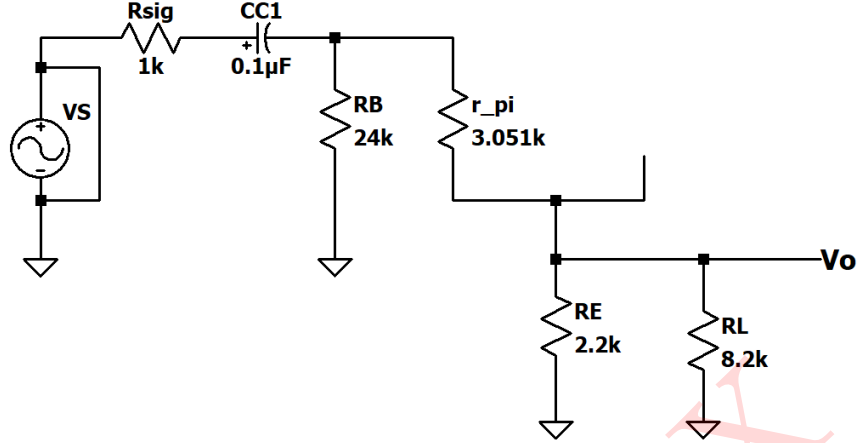 Rsig
1k
CC1
+
0.1µF
VS
+
−
RB
24k
r_pi
3.051k
Vo
RE
2.2k
RL
8.2k